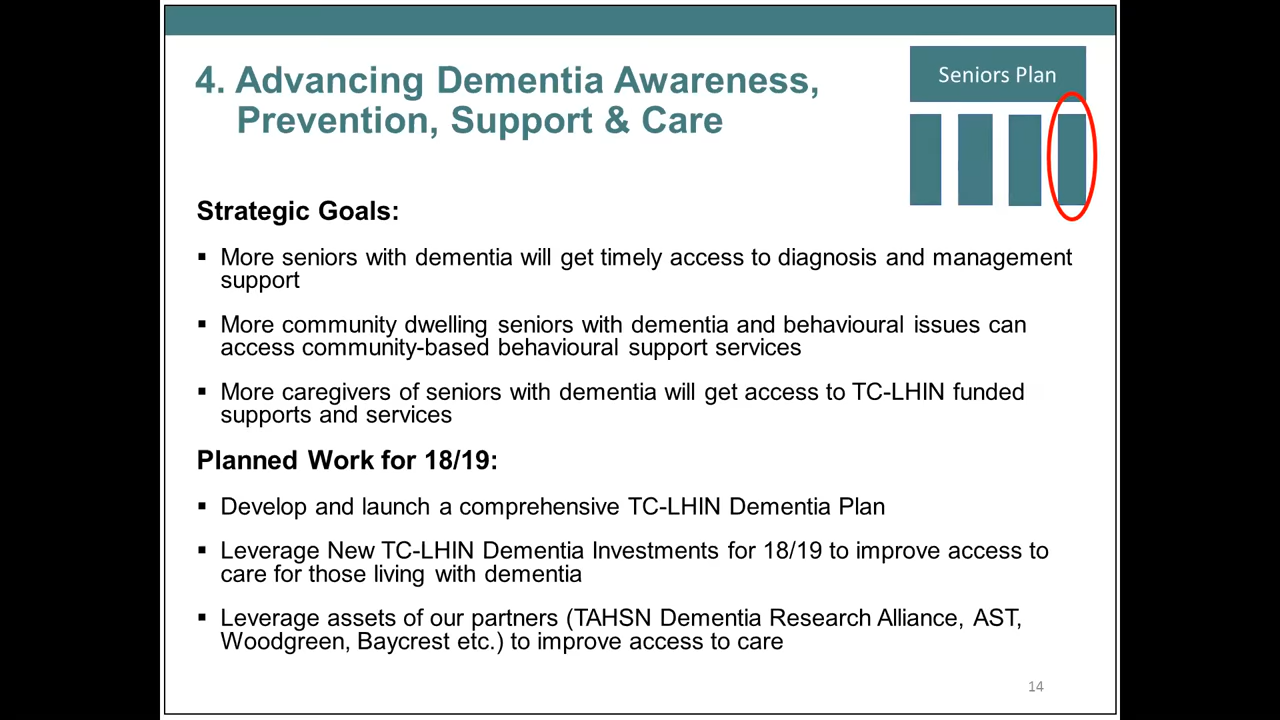 4. Advancing Dementia Awareness,
Prevention, Support & Care
Seniors Plan
Strategic Goals:
▪ More seniors with dementia will get timely access to diagnosis and management
support
▪ More community dwelling seniors with dementia and behavioural issues can
access community-based behavioural support services
▪ More caregivers of seniors with dementia will get access to TC-LHIN funded
supports and services
Planned Work for 18/19:
▪ Develop and launch a comprehensive TC-LHIN Dementia Plan
▪ Leverage New TC-LHIN Dementia Investments for 18/19 to improve access to
care for those living with dementia
▪ Leverage assets of our partners (TAHSN Dementia Research Alliance, AST,
Woodgreen, Baycrest etc.) to improve access to care
14